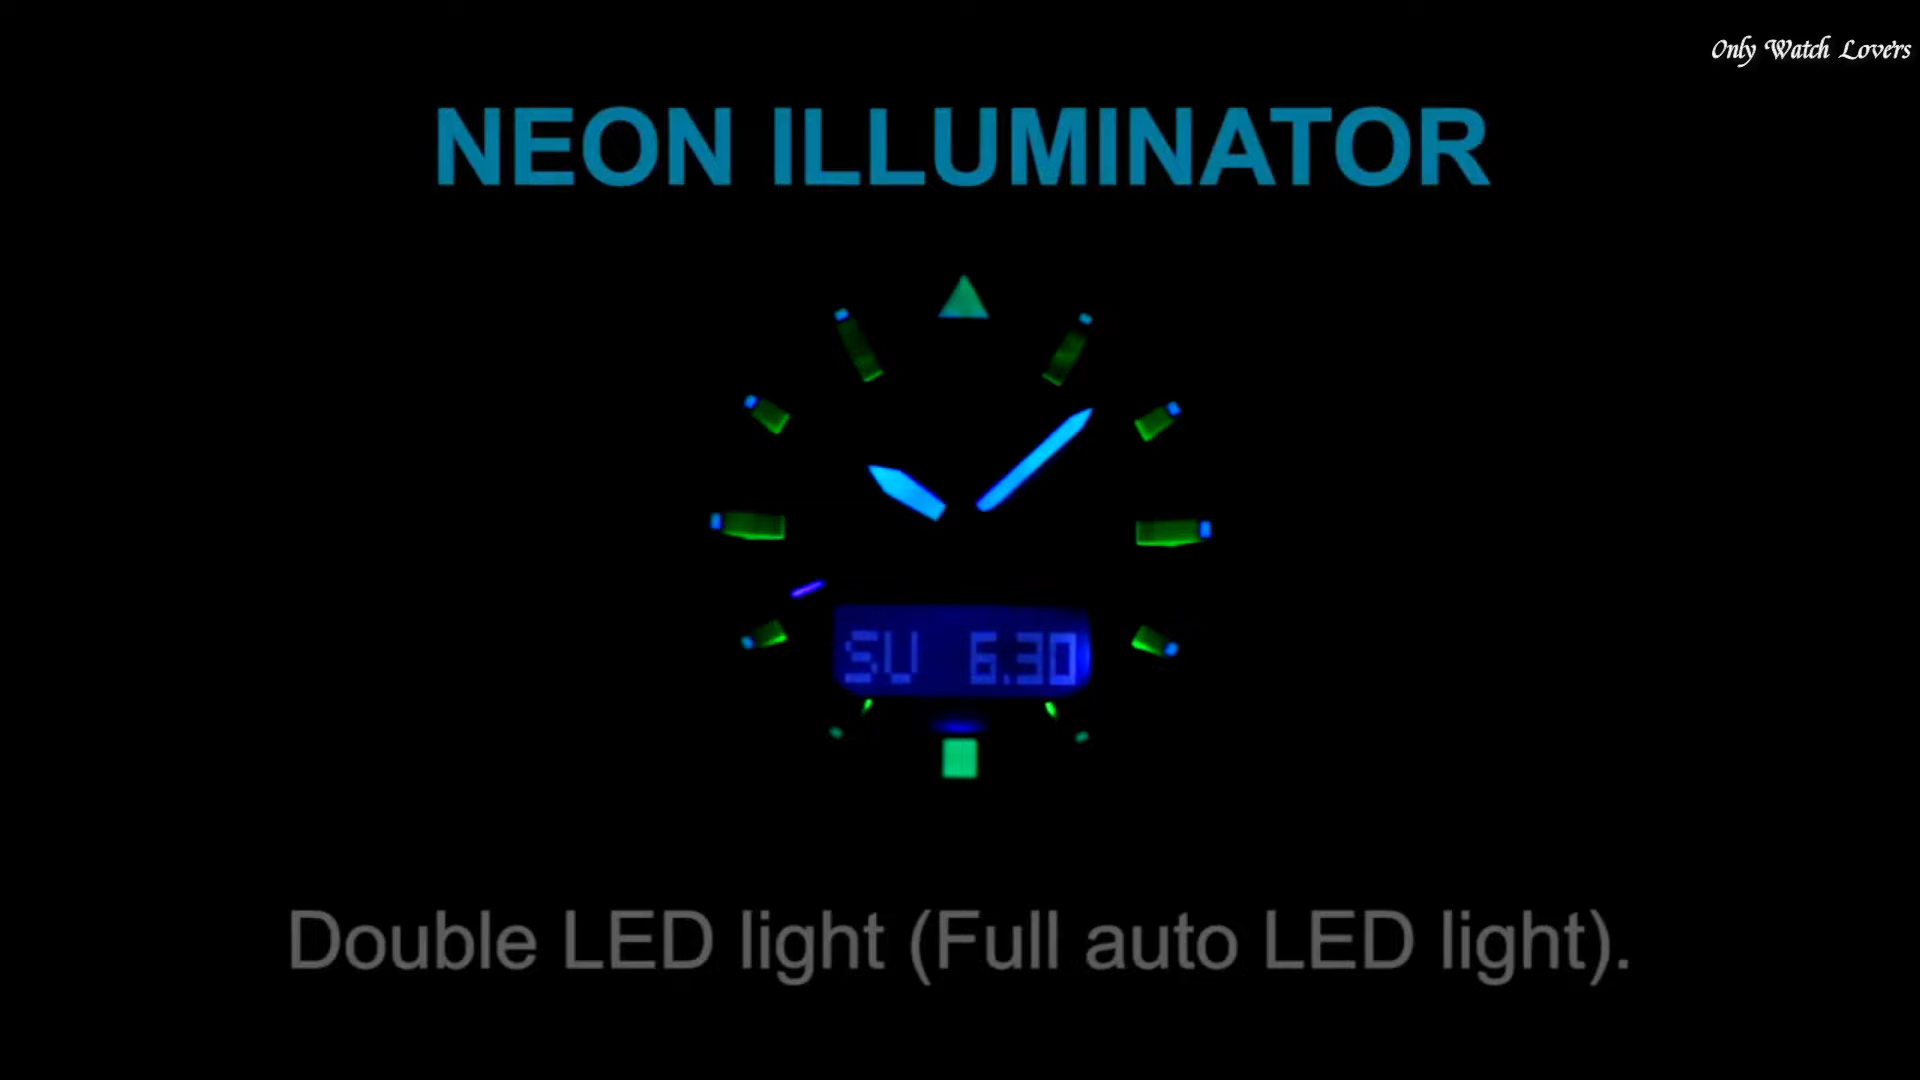 Only Watch Lovers
NEON ILLUMINATOR
SU 6.30
Double LED light (Full auto LED light).